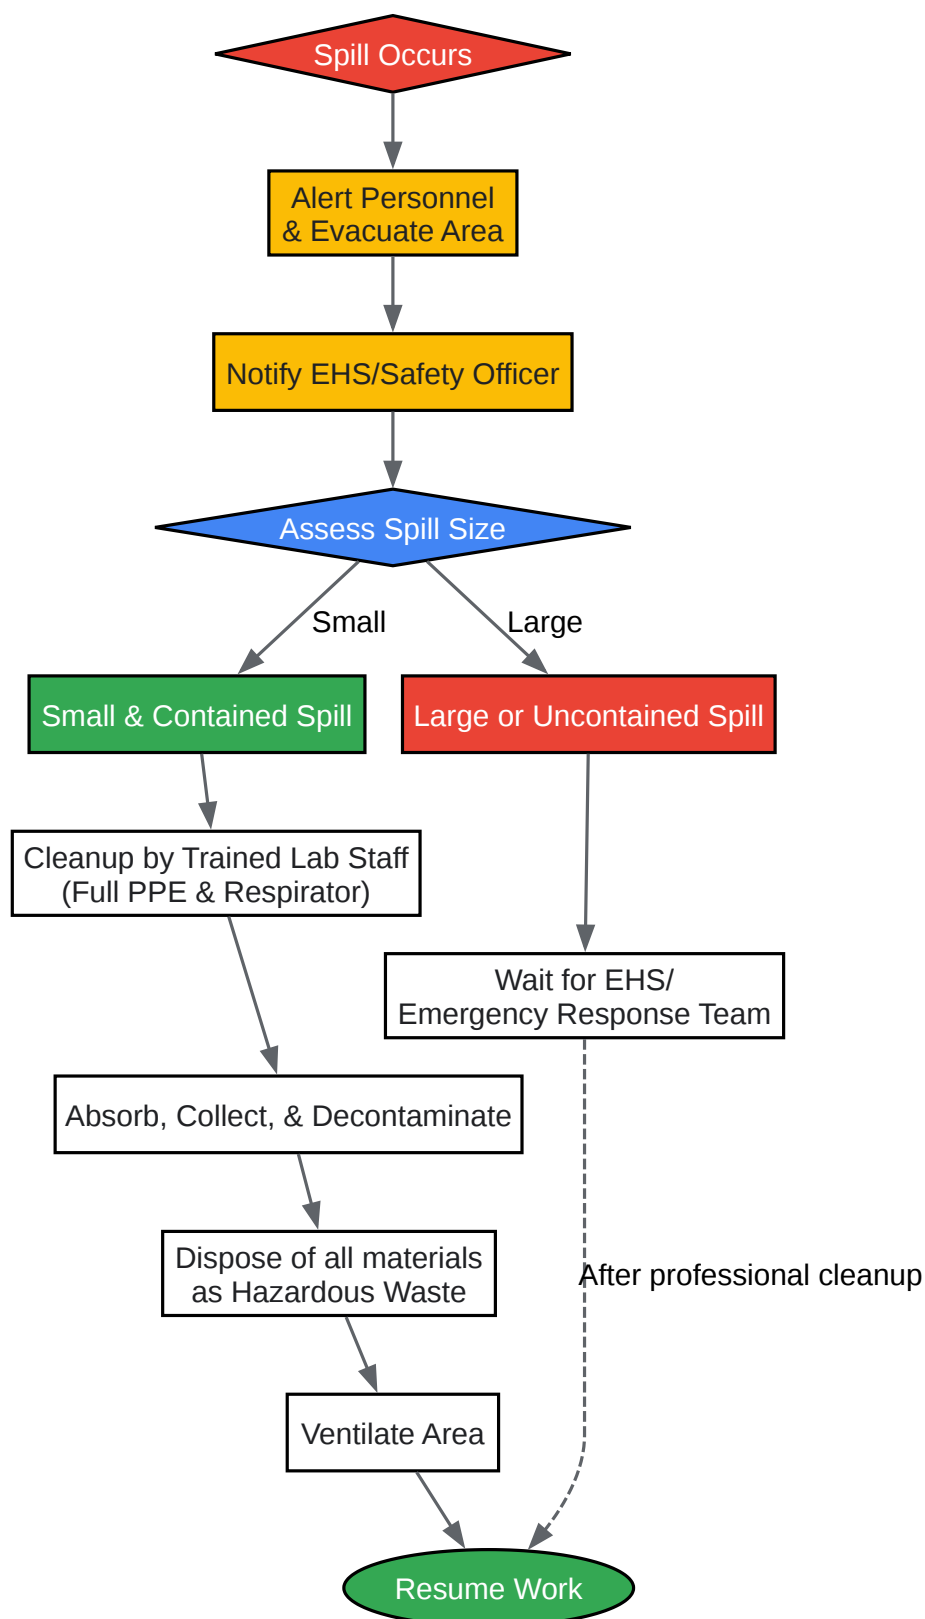 Spill Occurs
Alert Personnel
& Evacuate Area
Notify EHS/Safety Officer
Assess Spill Size
Small
Large
Small & Contained Spill
Large or Uncontained Spill
Cleanup by Trained Lab Staff
(Full PPE & Respirator)
Wait for EHS/
Emergency Response Team
Absorb, Collect, & Decontaminate
Dispose of all materials
as Hazardous Waste
After professional cleanup
Ventilate Area
Resume Work